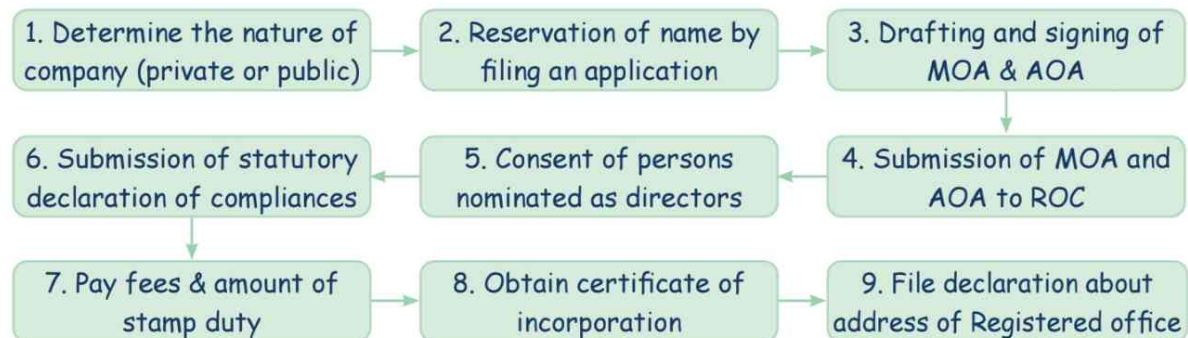 1. Determine the nature of
company (private or public)
2. Reservation of name by
filing an application
3. Drafting and signing of
MOA & AOA
4. Submission of MOA and
AOA to ROC
5. Consent of persons
nominated as directors
6. Submission of statutory
declaration of compliances
7. Pay fees & amount of
stamp duty
8. Obtain certificate of
incorporation
9. File declaration about
address of Registered office